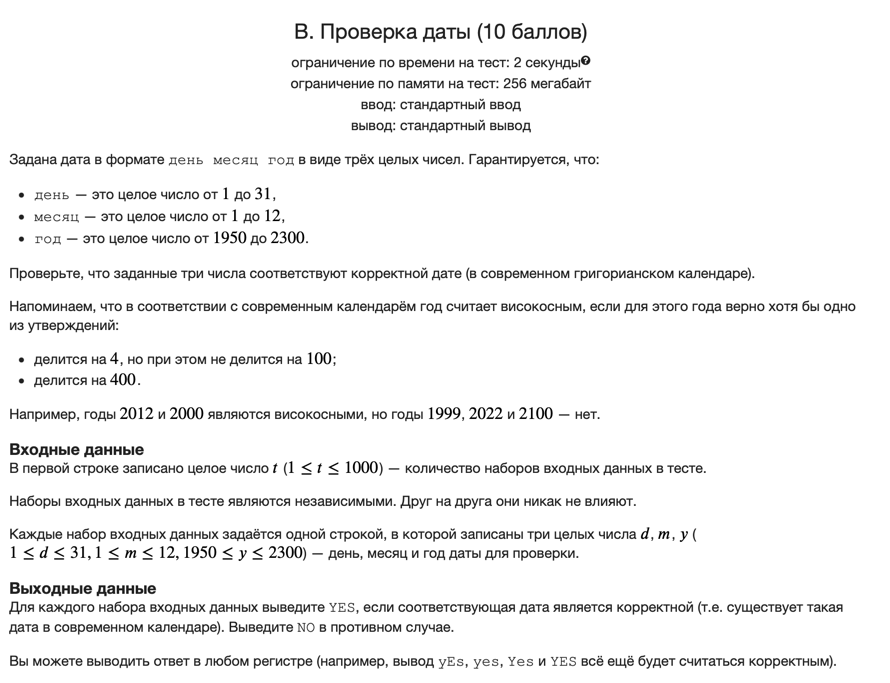 В. Проверка даты (10 баллов)
ограничение по времени на тест: 2 секунды?
ограничение по памяти на тест: 256 мегабайт
ввод: стандартный ввод
вывод: стандартный вывод
Задана дата в формате день месяц год в виде трёх целых чисел. Гарантируется, что:
• день — это целое число от 1 до 31,
• месяц — это целое число от 1 до 12,
• год — это целое число от 1950 до 2300.
Проверьте, что заданные три числа соответствуют корректной дате (в современном григорианском календаре).
Напоминаем, что в соответствии с современным календарём год считает високосным, если для этого года верно хотя бы одно
из утверждений:
• делится на 4, но при этом не делится на 100;
• делится на 400.
Например, годы 2012 и 2000 являются високосными, но годы 1999, 2022 и 2100 — нет.
Входные данные
В первой строке записано целое число t (1 ≤ t ≤ 1000) — количество наборов входных данных в тесте.
Наборы входных данных в тесте являются независимыми. Друг на друга они никак не влияют.
Каждые набор входных данных задаётся одной строкой, в которой записаны три целых числа d, m, y (
1 ≤ d ≤ 31, 1 ≤ m ≤ 12, 1950 ≤ y ≤ 2300) — день, месяц и год даты для проверки.
Выходные данные
Для каждого набора входных данных выведите YES, если соответствующая дата является корректной (т.е. существует такая
дата в современном календаре). Выведите NO в противном случае.
Вы можете выводить ответ в любом регистре (например, вывод yEs, yes, Yes и YES всё ещё будет считаться корректным).